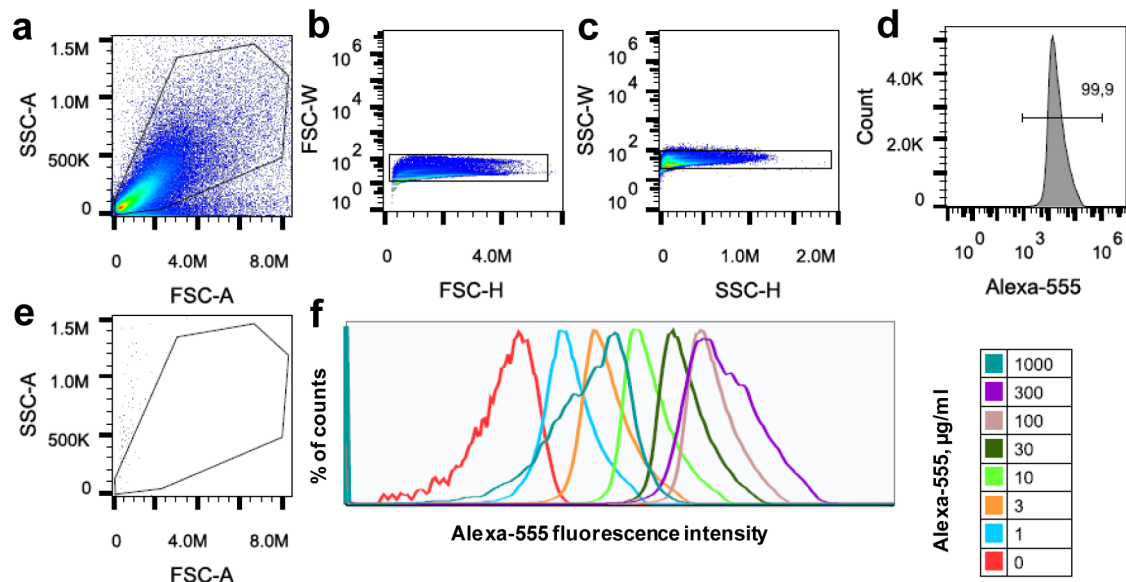 a
1.5M
1.0M
500K
0
SSC-A
0 4.0M 8.0M
FSC-A
b
10^6
10^4
10^2
10^0
FSC-W
0 4.0M
FSC-H
c
10^6
10^4
10^2
10^0
SSC-W
0 1.0M 2.0M
SSC-H
d
4.0K
2.0K
0
Count
99,9
10^0 10^3 10^6
Alexa-555
e
1.5M
1.0M
500K
0
SSC-A
0 4.0M 8.0M
FSC-A
f
% of counts
Alexa-555 fluorescence intensity
Alexa-555, µg/ml
1000
300
100
30
10
3
1
0